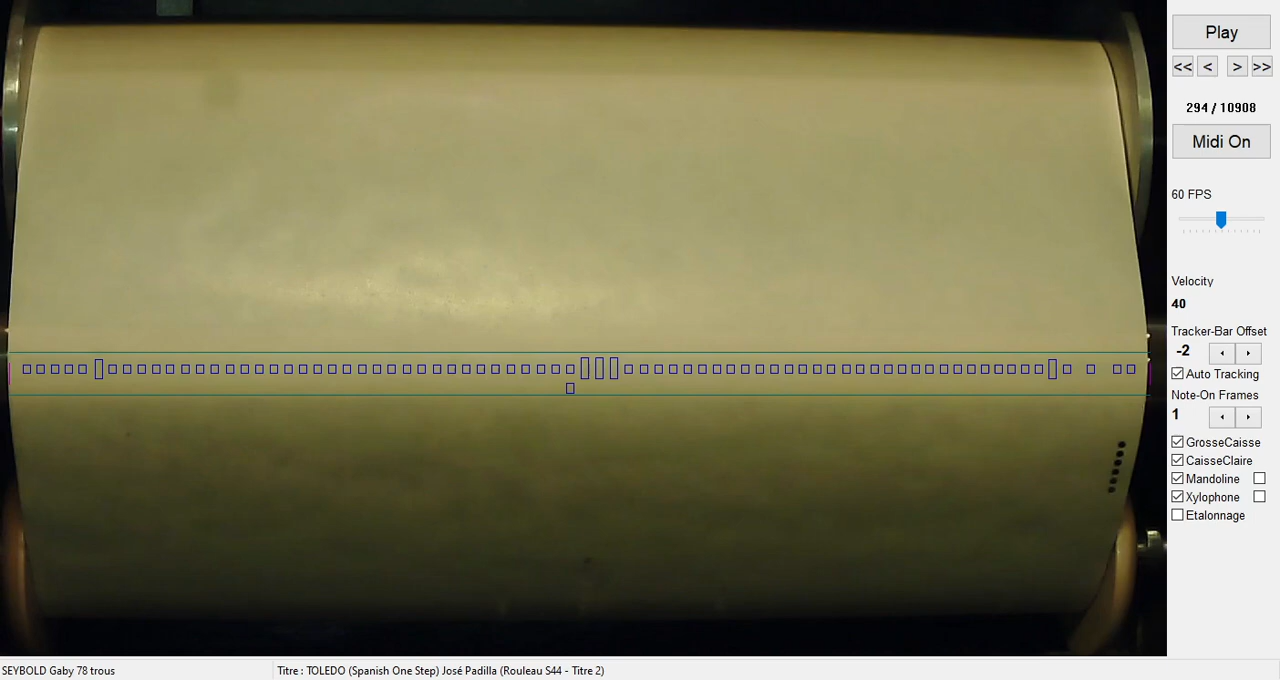 Play
<< < > >>
294 / 10908
Midi On
60 FPS
Velocity
40
Tracker-Bar Offset
-2
Auto Tracking
Note-On Frames
1
GrosseCaisse
CaisseClaire
Mandoline
Xylophone
Etalonnage
SEYBOLD Gaby 78 trous
Titre : TOLEDO (Spanish One Step) José Padilla (Rouleau S44 - Titre 2)